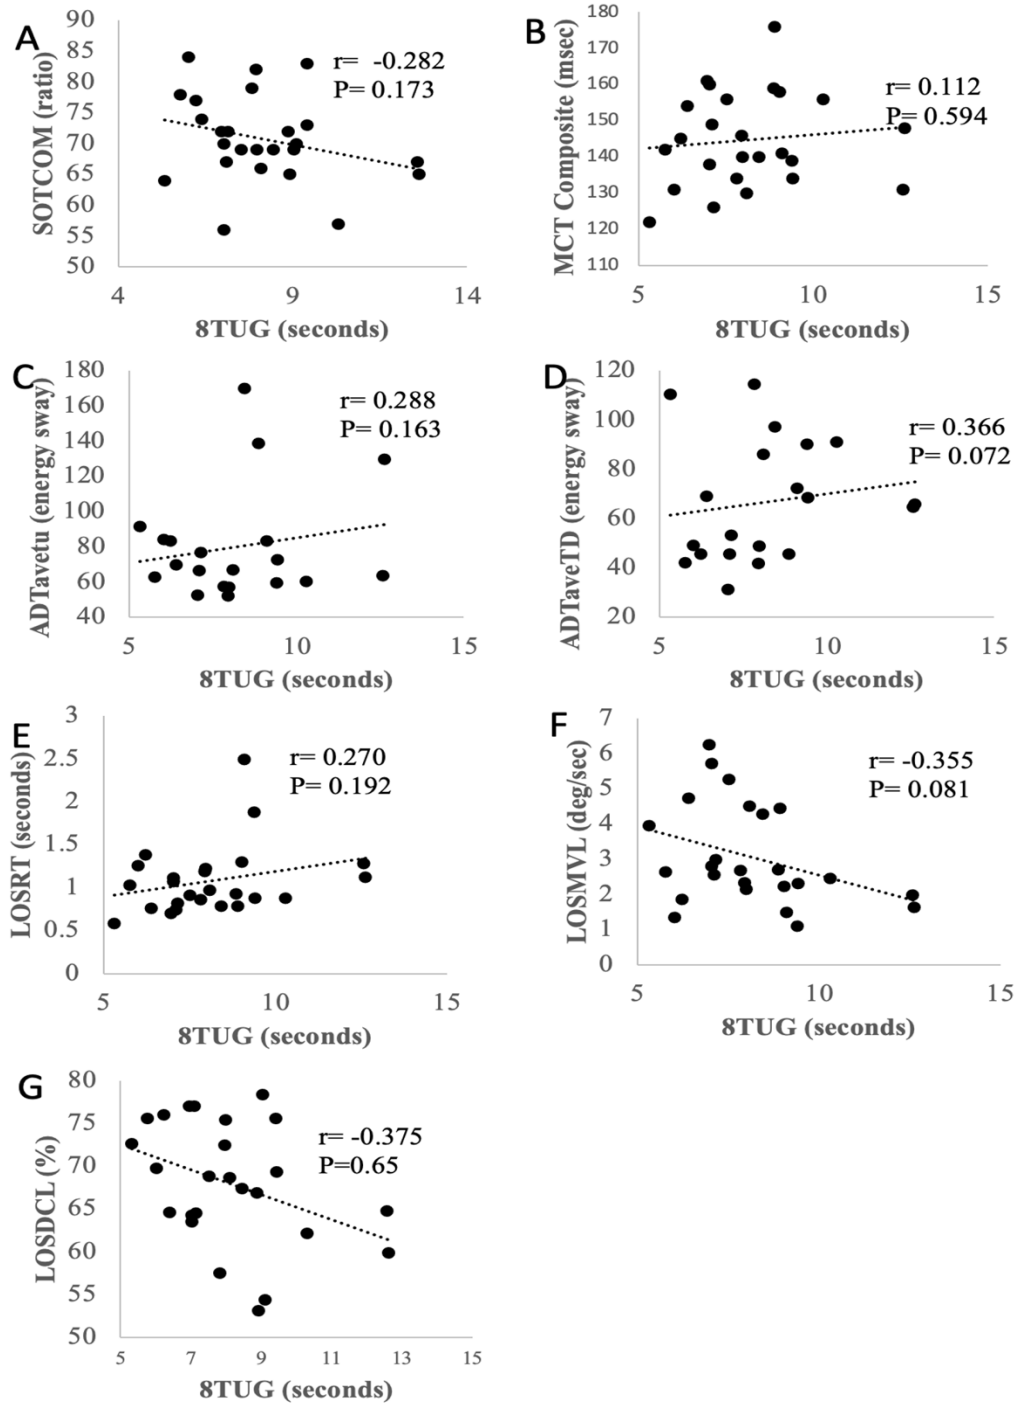 A
SOTCOM (ratio)
90
85
80
75
70
65
60
55
50
r= -0.282
P= 0.173
4 9 14
8TUG (seconds)
B
MCT Composite (msec)
180
170
160
150
140
130
120
110
r= 0.112
P= 0.594
5 10 15
8TUG (seconds)
C
ADTavetu (energy sway)
180
160
140
120
100
80
60
40
r= 0.288
P= 0.163
5 10 15
8TUG (seconds)
D
ADTaveTD (energy sway)
120
100
80
60
40
20
r= 0.366
P= 0.072
5 10 15
8TUG (seconds)
E
LOSRT (seconds)
3
2.5
2
1.5
1
0.5
0
r= 0.270
P= 0.192
5 10 15
8TUG (seconds)
F
LOSMVL (deg/sec)
7
6
5
4
3
2
1
0
r= -0.355
P= 0.081
5 10 15
8TUG (seconds)
G
LOSDCL (%)
80
75
70
65
60
55
50
r= -0.375
P=0.65
5 7 9 11 13 15
8TUG (seconds)